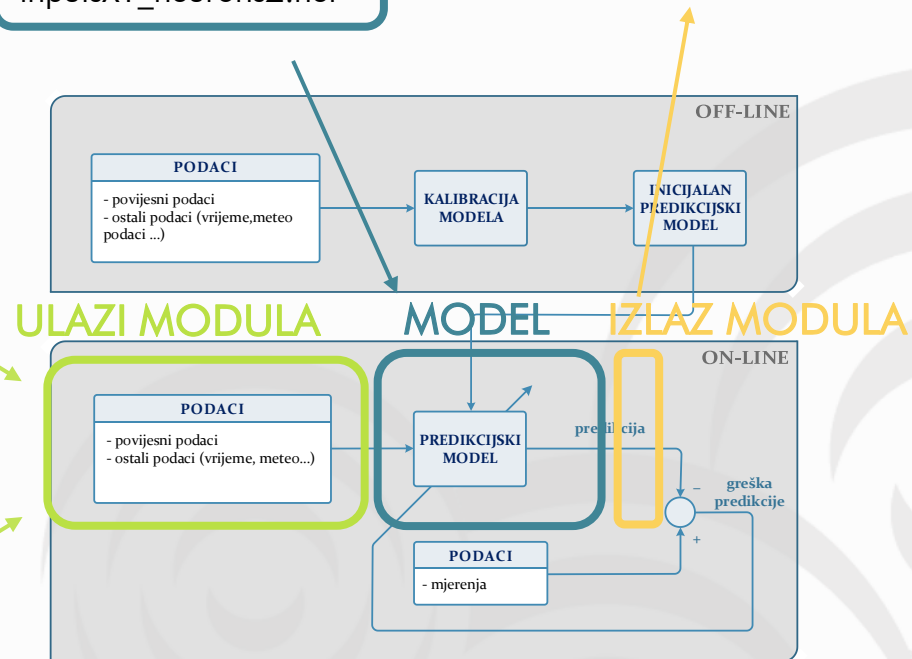 OFF-LINE
PODACI
- povijesni podaci
- ostali podaci (vrijeme,meteo
podaci ...)
KALIBRACIJA
MODELA
INICIJALAN
PREDIKCIJSKI
MODEL
ULAZI MODULA
MODEL
IZLAZ MODULA
ON-LINE
PODACI
- povijesni podaci
- ostali podaci (vrijeme, meteo...)
PREDIKCIJSKI
MODEL
predikcija
–
greška
predikcije
+
PODACI
- mjerenja